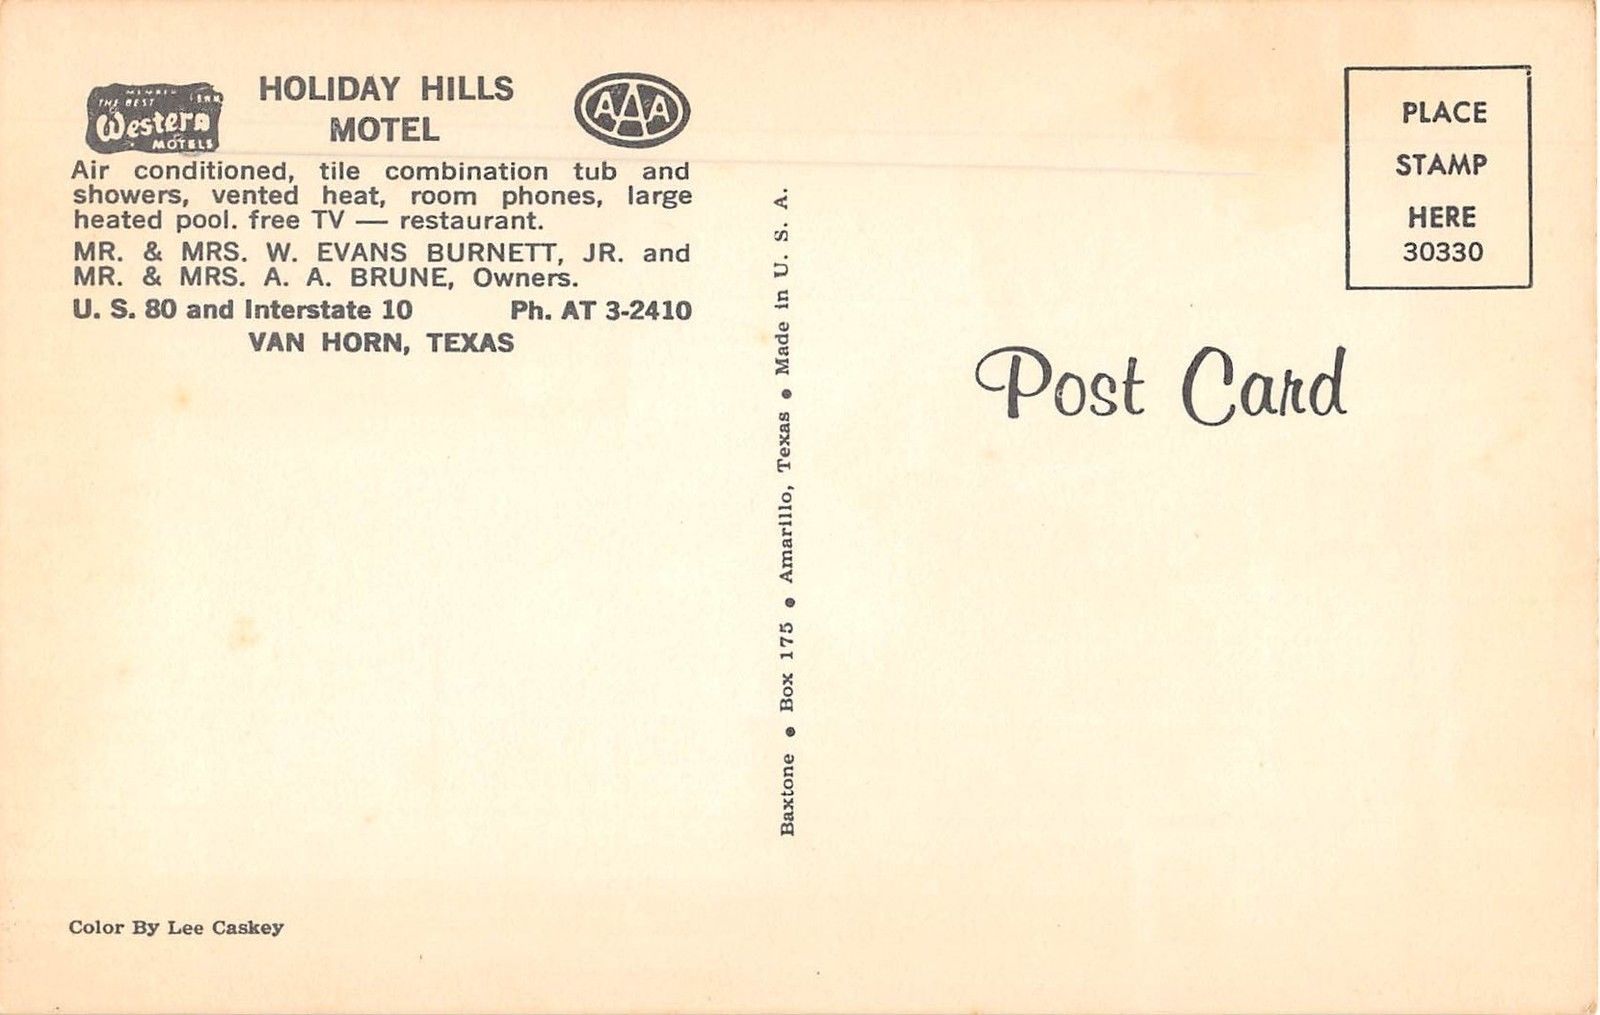 MEMBER
THE BEST
Western
MOTELS
HOLIDAY HILLS
MOTEL
AAA
Air conditioned, tile combination tub and
showers, vented heat, room phones, large
heated pool. free TV — restaurant.
MR. & MRS. W. EVANS BURNETT, JR. and
MR. & MRS. A. A. BRUNE, Owners.
U. S. 80 and Interstate 10 Ph. AT 3-2410
VAN HORN, TEXAS
Color By Lee Caskey
Baxtone • Box 175 • Amarillo, Texas • Made in U. S. A.
PLACE
STAMP
HERE
30330
Post Card